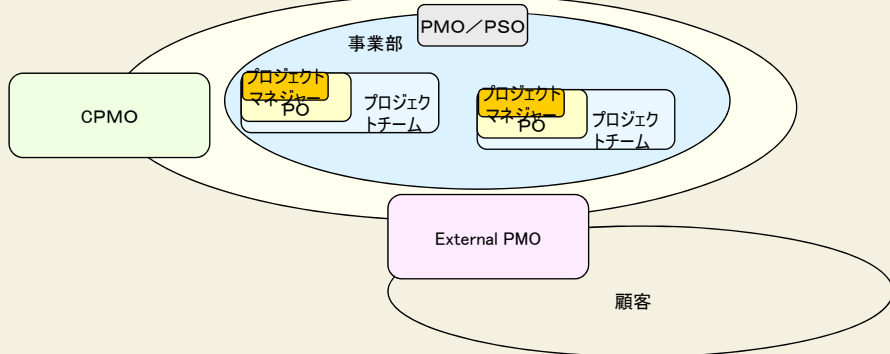 PMO／PSO
事業部
プロジェクト
マネジャー
PO
プロジェク
トチーム
プロジェクト
マネジャー
PO
プロジェク
トチーム
CPMO
External PMO
顧客